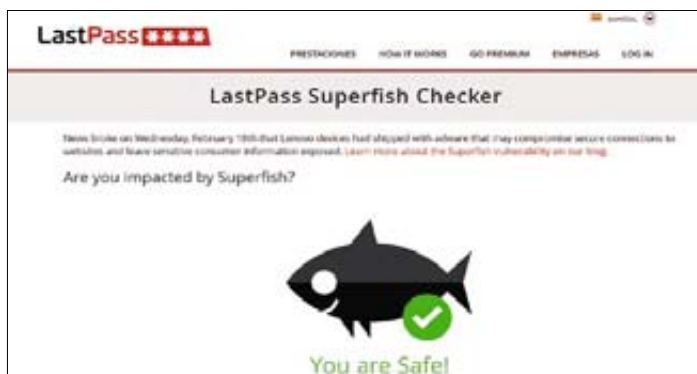 LastPass
ESPAÑOL
PRESTACIONES HOW IT WORKS GO PREMIUM EMPRESAS LOG IN
LastPass Superfish Checker
News broke on Wednesday, February 18th that Lenovo devices had shipped with adware that may compromise secure connections to
websites and leave sensitive consumer information exposed. Learn more about the Superfish vulnerability on our blog.
Are you impacted by Superfish?
You are Safe!